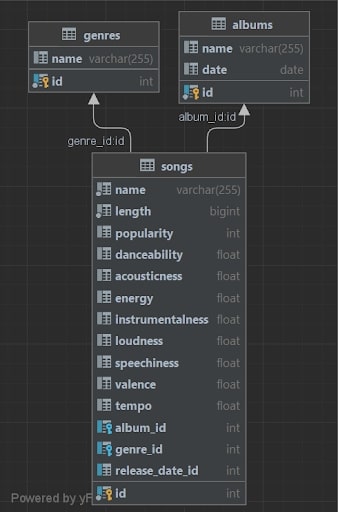 genres
name varchar(255)
id int
albums
name varchar(255)
date date
id int
genre_id:id
album_id:id
songs
name varchar(255)
length bigint
popularity int
danceability float
acousticness float
energy float
instrumentalness float
loudness float
speechiness float
valence float
tempo float
album_id int
genre_id int
release_date_id int
id int
Powered by yF